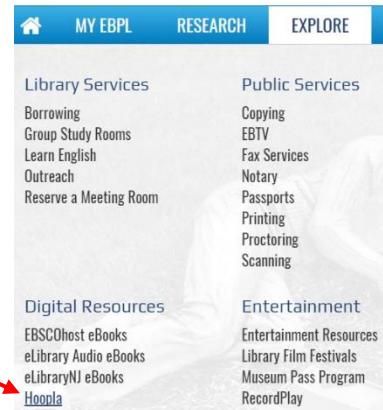 MY EBPL RESEARCH EXPLORE
Library Services
Borrowing
Group Study Rooms
Learn English
Outreach
Reserve a Meeting Room
Public Services
Copying
EBTV
Fax Services
Notary
Passports
Printing
Proctoring
Scanning
Digital Resources
EBSCOhost eBooks
eLibrary Audio eBooks
eLibraryNJ eBooks
Hoopla
Entertainment
Entertainment Resources
Library Film Festivals
Museum Pass Program
RecordPlay